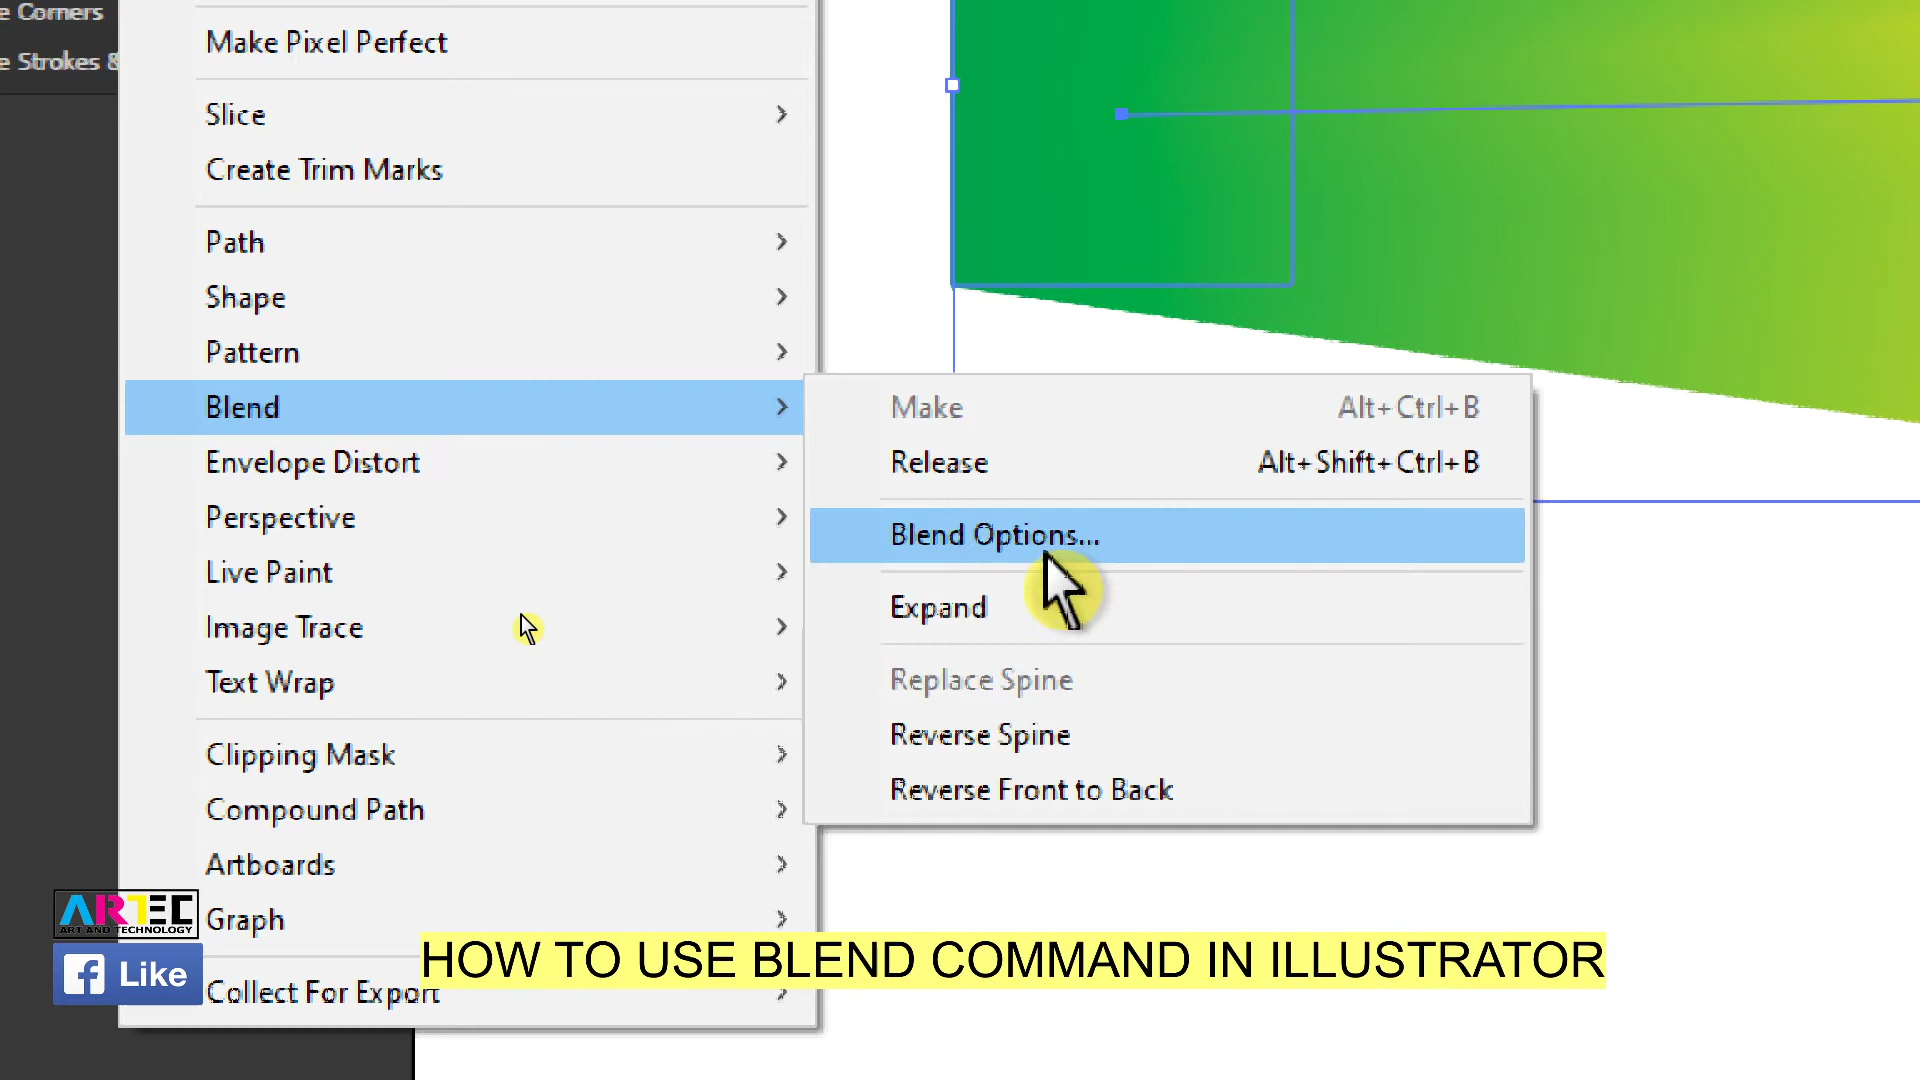 e Corners
e Strokes &
Make Pixel Perfect
Slice
Create Trim Marks
Path
Shape
Pattern
Blend
Envelope Distort
Perspective
Live Paint
Image Trace
Text Wrap
Clipping Mask
Compound Path
Artboards
Graph
Collect For Export
Make Alt+Ctrl+B
Release Alt+Shift+Ctrl+B
Blend Options...
Expand
Replace Spine
Reverse Spine
Reverse Front to Back
ARTEC
ART AND TECHNOLOGY
f Like
HOW TO USE BLEND COMMAND IN ILLUSTRATOR